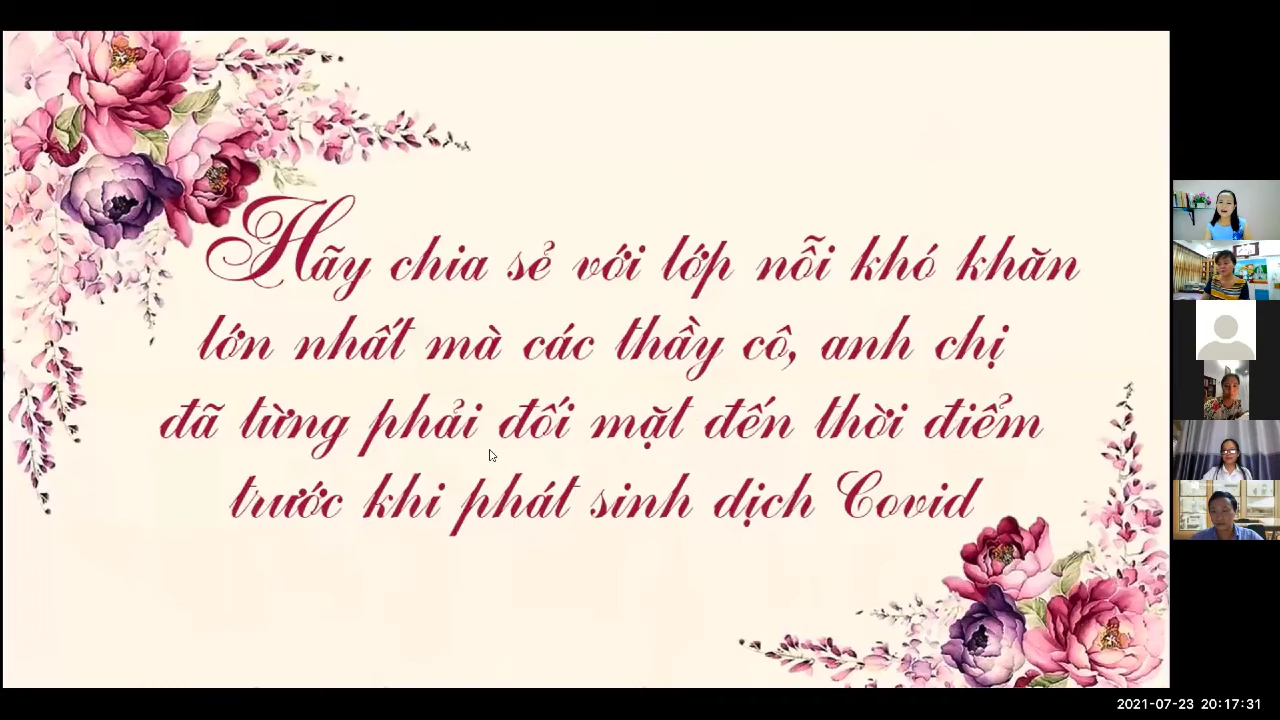 Hãy chia sẻ với lớp nỗi khó khăn
lớn nhất mà các thầy cô, anh chị
đã từng phải đối mặt đến thời điểm
trước khi phát sinh dịch Covid
2021-07-23 20:17:31